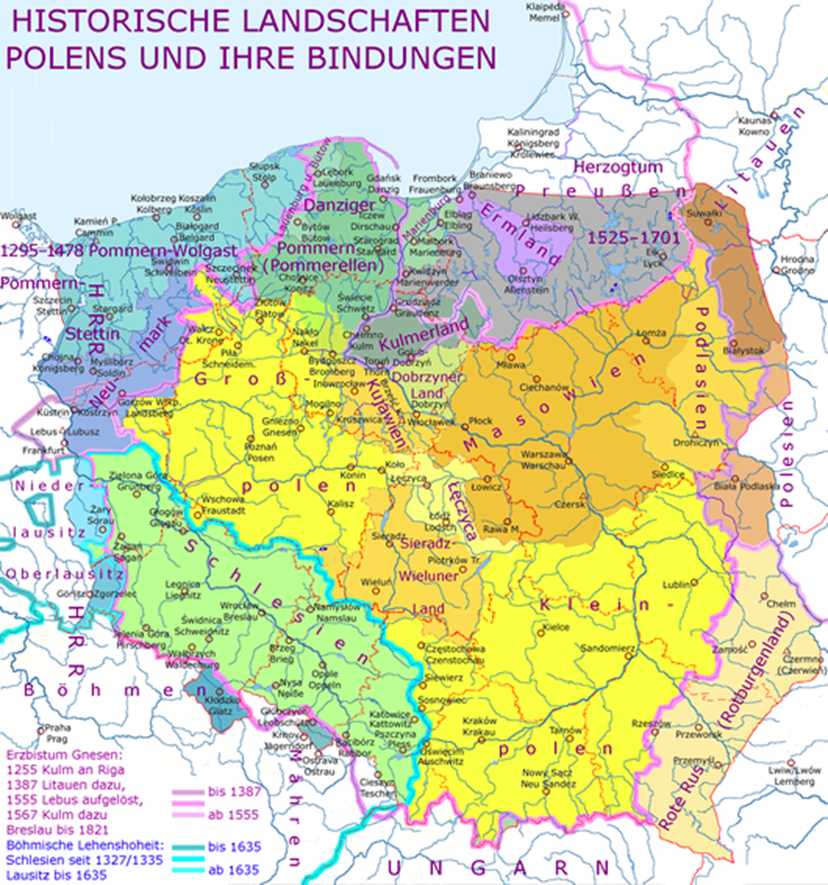 HISTORISCHE LANDSCHAFTEN
POLENS UND IHRE BINDUNGEN
Klaipėda
Memel
Kaunas
Kowno
Litauen
Kaliningrad
Königsberg
Królewiec
Herzogtum
Preußen
Słupsk
Stolp
Lauenburg u. Bütow
Lębork
Lauenburg
Gdańsk
Danzig
Frombork
Frauenburg
Braniewo
Braunsberg
Suwałki
Wolgast
Kołobrzeg
Kolberg
Koszalin
Köslin
Danziger
Tczew
Dirschau
Marienburg
Elbląg
Elbing
Ermland
Lidzbark W.
Heilsberg
1525–1701
Kamień P.
Cammin
Białogard
Belgard
Bytów
Bütow
Starogard
Stargard
Malbork
Marienburg
Ełk
Lyck
Hrodna
Grodno
1295–1478
Pommern-Wolgast
Pommern
(Pommerellen)
Świdwin
Schivelbein
Szczecinek
Neustettin
Chojnice
Konitz
Kwidzyn
Marienwerder
Olsztyn
Allenstein
Pommern-
Szczecin
Stettin
HRR
Stargard
Stettin
Złotów
Flatow
Świecie
Schwetz
Grudziądz
Graudenz
Neumark
Wałcz
Dt. Krone
Nakło
Nakel
Chełmno
Kulm
Kulmerland
Łomża
Podlasien
Białystok
Chojna
Königsberg
Myślibórz
Soldin
Piła
Schneidem.
Bydgoszcz
Bromberg
Toruń
Thorn
Golub
Dobrzyń
Mława
Groß-
Inowrocław
Dobrzyner
Land
Dobrzyń
Ciechanów
Masowien
Küstrin
Kostrzyn
Gorzów Wlkp.
Landsberg
Mogilno
Kruszwica
Kujawien
Brześć K.
Włocławek
Płock
Lebus
Lubusz
Frankfurt
Gniezno
Gnesen
Poznań
Posen
Warszawa
Warschau
Drohiczyn
Polesien
Nieder-
lausitz
Zielona Góra
Grünberg
polen
Konin
Koło
Łęczyca
Łęczyca
Łowicz
Siedlce
Biała Podlaska
Żary
Sorau
Głogów
Glogau
Wschowa
Fraustadt
Kalisz
Łódź
Lodsch
Rawa M.
Czersk
Oberlausitz
Żagań
Sagan
Sieradz
Sieradz-
Wieluner
Land
Piotrków Tr.
Görlitz
Zgorzelec
Legnica
Liegnitz
Schlesien
Wieluń
Klein-
polen
Lublin
Chełm
HRR
Jelenia Góra
Hirschberg
Wrocław
Breslau
Świdnica
Schweidnitz
Namysłów
Namslau
Kielce
Sandomierz
Zamość
Czermno
(Czerwień)
Böhmen
Wałbrzych
Waldenburg
Brzeg
Brieg
Opole
Oppeln
Częstochowa
Czenstochau
Rote Rus (Rotburgenland)
Kłodzko
Glatz
Nysa
Neiße
Siewierz
Sosnowiec
Praha
Prag
Głubczyce
Leobschütz
Katowice
Kattowitz
Kraków
Krakau
Tarnów
Rzeszów
Przeworsk
Krnov
Jägerndorf
Racibórz
Ratibor
Pszczyna
Pless
Oświęcim
Auschwitz
Przemyśl
Lwiw/Lwów
Lemberg
Ostrava
Ostrau
Cieszyn
Teschen
Nowy Sącz
Neu Sandez
Mähren
UNGARN
Erzbistum Gnesen:
1255 Kulm an Riga
1387 Litauen dazu,
1555 Lebus aufgelöst,
1567 Kulm dazu
Breslau bis 1821
bis 1387
ab 1555
Böhmische Lehenshoheit:
Schlesien seit 1327/1335
Lausitz bis 1635
bis 1635
ab 1635